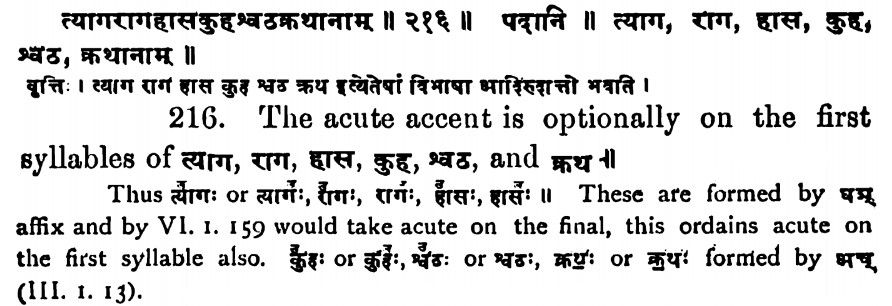 त्यागरागहासकुहश्वठक्रथानाम् ॥ २१६ ॥ पदानि ॥ त्याग, राग, हास, कुह,
श्वठ, क्रथानाम् ॥
वृत्तिः । त्याग राग हास कुह श्वठ क्रथ इत्येतेषां विभाषा आदिरुदात्तो भवति ।
216. The acute accent is optionally on the first
syllables of त्याग, राग, हास, कुह, श्वठ, and क्रथ ॥
Thus त्या॑गः or त्यागः॑, रा॑गः, रागः॑, हा॑सः, हासः॑ ॥ These are formed by घञ्
affix and by VI. 1. 159 would take acute on the final, this ordains acute on
the first syllable also. कु॑हः or कुहः॑, श्व॑ठः or श्वठः, क्रथः or क्रथः formed by अच्
(III. 1. 13).